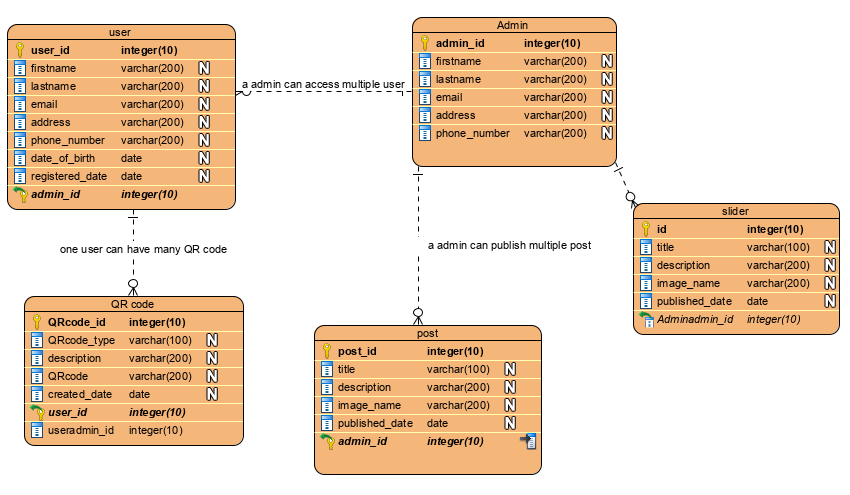 user
user_id integer(10)
firstname varchar(200) N
lastname varchar(200) N
email varchar(200) N
address varchar(200) N
phone_number varchar(200) N
date_of_birth date N
registered_date date N
admin_id integer(10)
a admin can access multiple user
Admin
admin_id integer(10)
firstname varchar(200) N
lastname varchar(200) N
email varchar(200) N
address varchar(200) N
phone_number varchar(200) N
one user can have many QR code
a admin can publish multiple post
slider
id integer(10)
title varchar(100) N
description varchar(200) N
image_name varchar(200) N
published_date date N
Adminadmin_id integer(10)
QR code
QRcode_id integer(10)
QRcode_type varchar(100) N
description varchar(200) N
QRcode varchar(200) N
created_date date N
user_id integer(10)
useradmin_id integer(10)
post
post_id integer(10)
title varchar(100) N
description varchar(200) N
image_name varchar(200) N
published_date date N
admin_id integer(10)